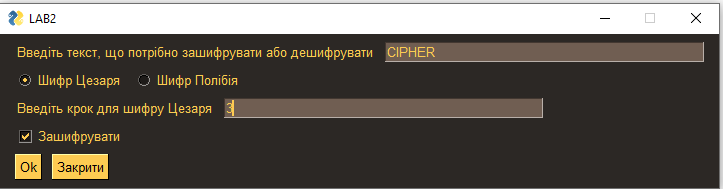 LAB2
Введіть текст, що потрібно зашифрувати або дешифрувати CIPHER
Шифр Цезаря Шифр Полібія
Введіть крок для шифру Цезаря 3
Зашифрувати
Ok Закрити